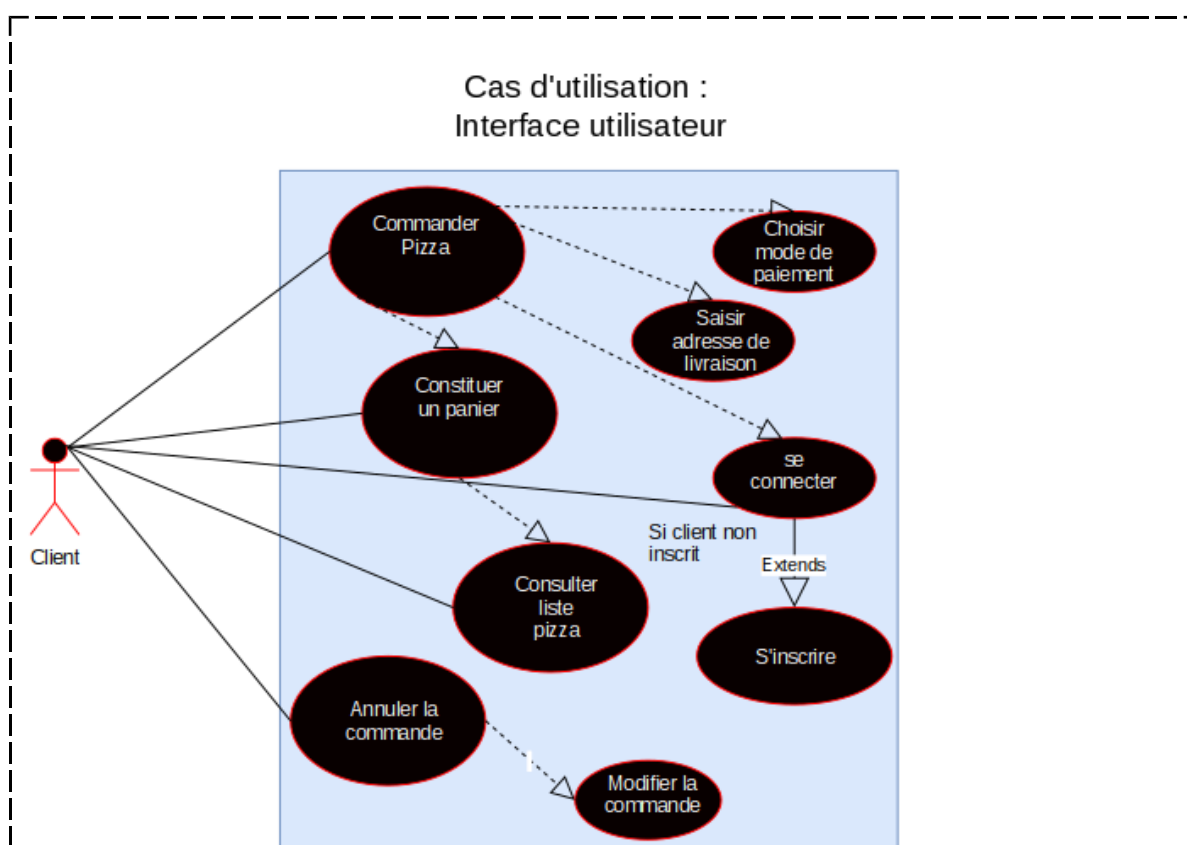 Cas d'utilisation :
Interface utilisateur
Commander
Pizza
Choisir
mode de
paiement
Saisir
adresse de
livraison
Constituer
un panier
se
connecter
Si client non
inscrit
Extends
Client
Consulter
liste
pizza
S'inscrire
Annuler la
commande
Modifier la
commande